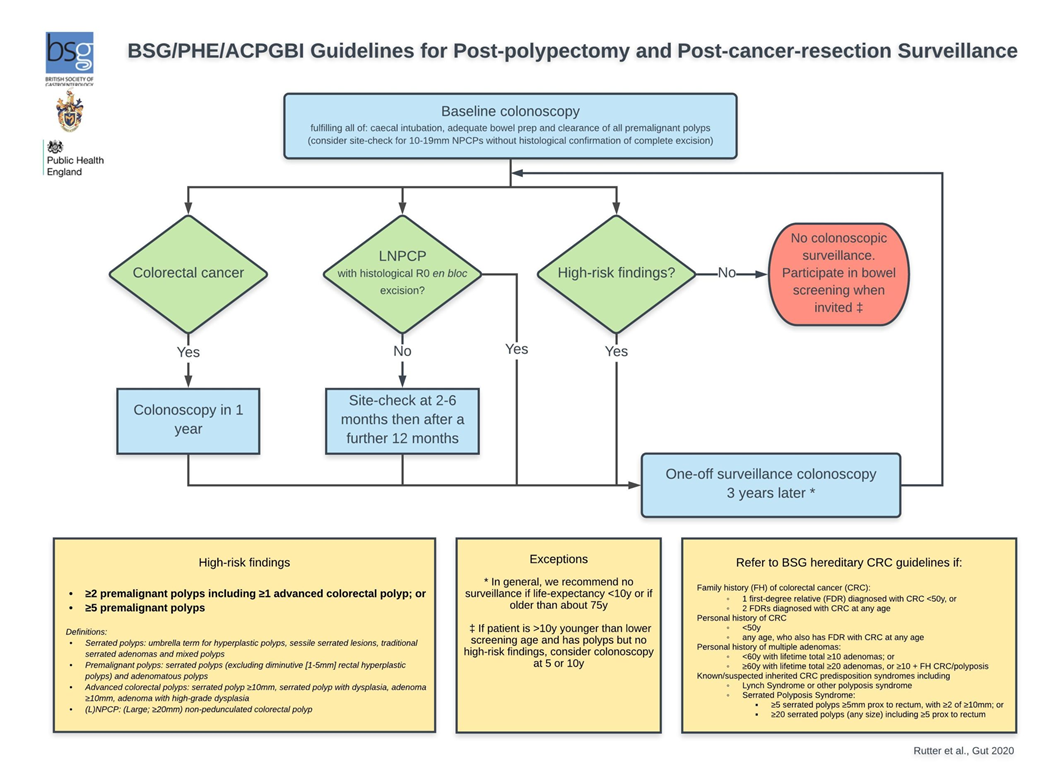 bsg
BRITISH SOCIETY OF
GASTROENTEROLOGY
Public Health
England
BSG/PHE/ACPGBI Guidelines for Post-polypectomy and Post-cancer-resection Surveillance
Baseline colonoscopy
fulfilling all of: caecal intubation, adequate bowel prep and clearance of all premalignant polyps
(consider site-check for 10-19mm NPCPs without histological confirmation of complete excision)
Colorectal cancer
LNPCP
with histological R0 en bloc
excision?
High-risk findings?
No
No colonoscopic
surveillance.
Participate in bowel
screening when
invited ‡
Yes
No
Yes
Yes
Colonoscopy in 1
year
Site-check at 2-6
months then after a
further 12 months
One-off surveillance colonoscopy
3 years later *
High-risk findings
• ≥2 premalignant polyps including ≥1 advanced colorectal polyp; or
• ≥5 premalignant polyps
Definitions:
• Serrated polyps: umbrella term for hyperplastic polyps, sessile serrated lesions, traditional
serrated adenomas and mixed polyps
• Premalignant polyps: serrated polyps (excluding diminutive [1-5mm] rectal hyperplastic
polyps) and adenomatous polyps
• Advanced colorectal polyps: serrated polyp ≥10mm, serrated polyp with dysplasia, adenoma
≥10mm, adenoma with high-grade dysplasia
• (L)NPCP: (Large; ≥20mm) non-pedunculated colorectal polyp
Exceptions
* In general, we recommend no
surveillance if life-expectancy <10y or if
older than about 75y
‡ If patient is >10y younger than lower
screening age and has polyps but no
high-risk findings, consider colonoscopy
at 5 or 10y
Refer to BSG hereditary CRC guidelines if:
Family history (FH) of colorectal cancer (CRC):
◦ 1 first-degree relative (FDR) diagnosed with CRC <50y, or
◦ 2 FDRs diagnosed with CRC at any age
Personal history of CRC
◦ <50y
◦ any age, who also has FDR with CRC at any age
Personal history of multiple adenomas:
◦ <60y with lifetime total ≥10 adenomas; or
◦ ≥60y with lifetime total ≥20 adenomas, or ≥10 + FH CRC/polyposis
Known/suspected inherited CRC predisposition syndromes including
◦ Lynch Syndrome or other polyposis syndrome
◦ Serrated Polyposis Syndrome:
▪ ≥5 serrated polyps ≥5mm prox to rectum, with ≥2 of ≥10mm; or
▪ ≥20 serrated polyps (any size) including ≥5 prox to rectum
Rutter et al., Gut 2020